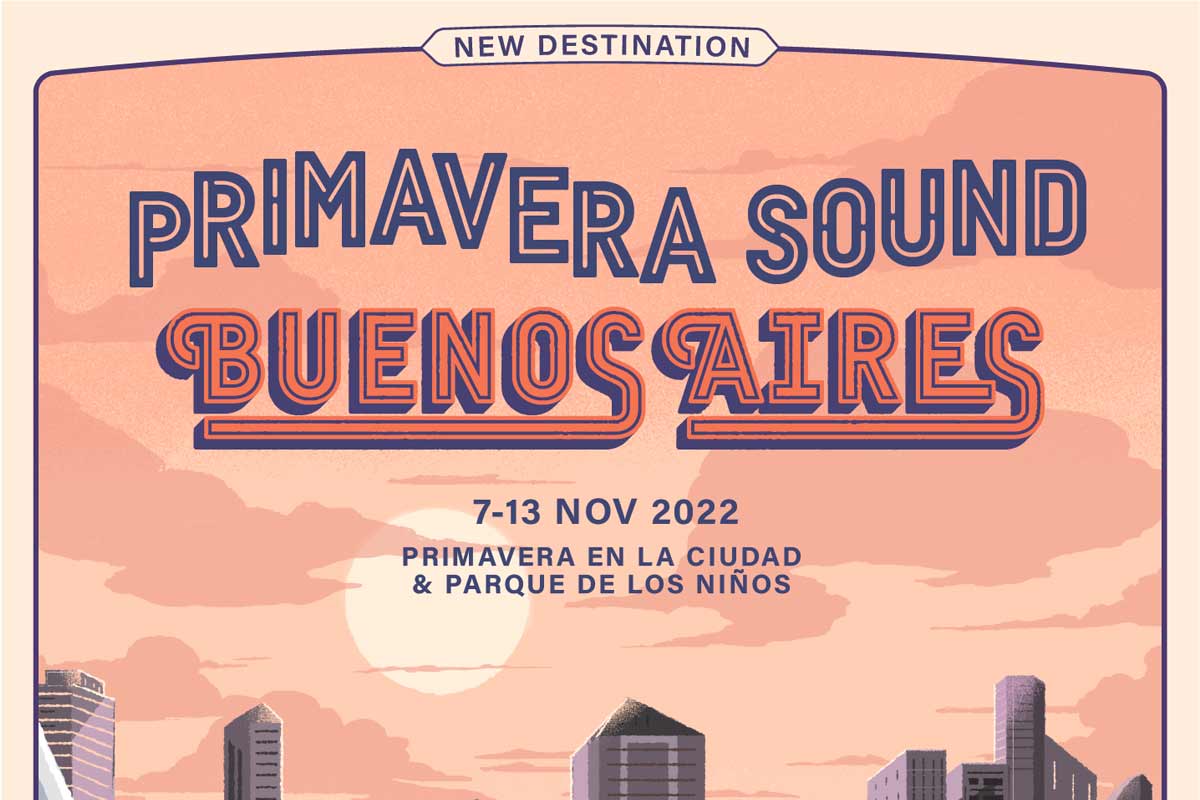 NEW DESTINATION
PRIMAVERA SOUND
BUENOS AIRES
7-13 NOV 2022
PRIMAVERA EN LA CIUDAD
& PARQUE DE LOS NIÑOS